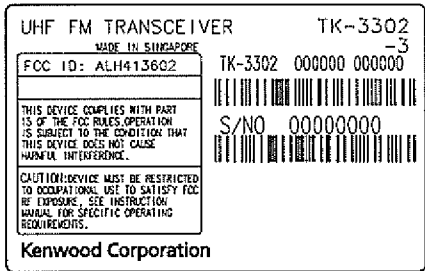 UHF FM TRANSCEIVER
TK-3302
-3
MADE IN SINGAPORE
FCC ID: ALH413602
TK-3302 000000 000000
THIS DEVICE COMPLIES WITH PART
15 OF THE FCC RULES.OPERATION
IS SUBJECT TO THE CONDITION THAT
THIS DEVICE DOES NOT CAUSE
HARMFUL INTERFERENCE.
S/NO 00000000
CAUTION:DEVICE MUST BE RESTRICTED
TO OCCUPATIONAL USE TO SATISFY FCC
RF EXPOSURE, SEE INSTRUCTION
MANUAL FOR SPECIFIC OPERATING
REQUIREMENTS.
Kenwood Corporation